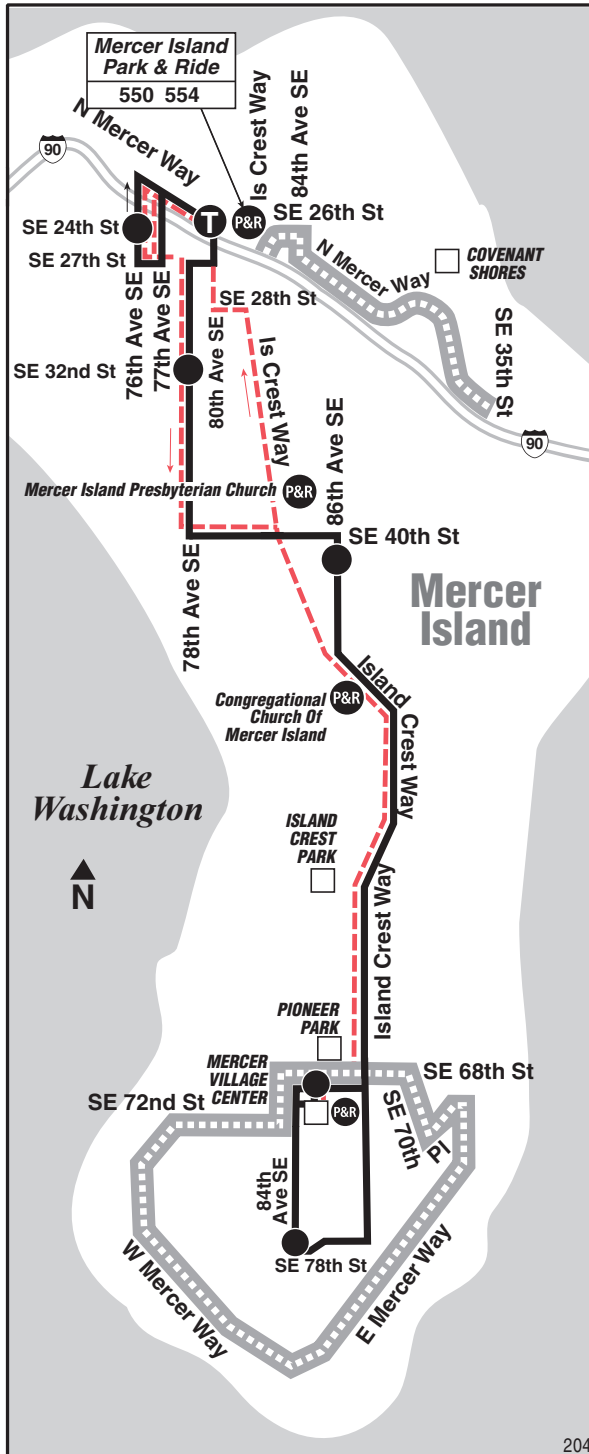 Mercer Island
Park & Ride
550 554
N Mercer Way
Is Crest Way
84th Ave SE
90
T
P&R
SE 26th St
SE 24th St
SE 27th St
N Mercer Way
COVENANT
SHORES
76th Ave SE
77th Ave SE
80th Ave SE
SE 28th St
SE 35th St
SE 32nd St
Is Crest Way
86th Ave SE
90
Mercer Island Presbyterian Church
P&R
SE 40th St
78th Ave SE
Mercer
Island
Island Crest Way
Congregational
Church Of
Mercer Island
P&R
Lake
Washington
ISLAND
CREST
PARK
N
Island Crest Way
PIONEER
PARK
MERCER
VILLAGE
CENTER
SE 68th St
SE 72nd St
P&R
SE 70th
Pl
84th
Ave SE
SE 78th St
W Mercer Way
E Mercer Way
204